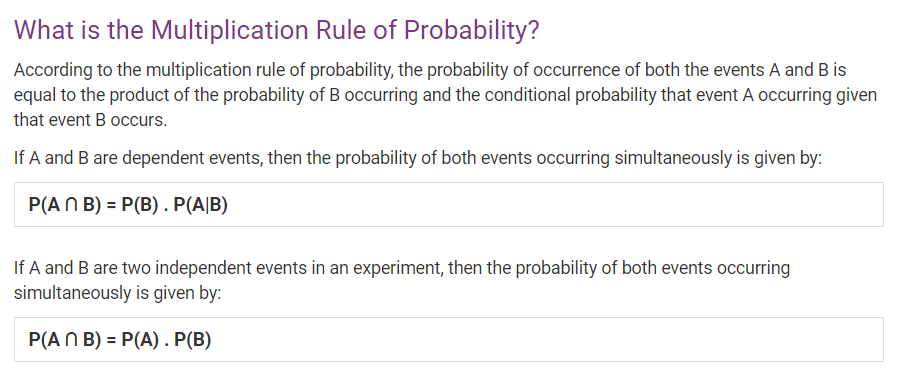 What is the Multiplication Rule of Probability?
According to the multiplication rule of probability, the probability of occurrence of both the events A and B is
equal to the product of the probability of B occurring and the conditional probability that event A occurring given
that event B occurs.
If A and B are dependent events, then the probability of both events occurring simultaneously is given by:
P(A ∩ B) = P(B) . P(A|B)
If A and B are two independent events in an experiment, then the probability of both events occurring
simultaneously is given by:
P(A ∩ B) = P(A) . P(B)